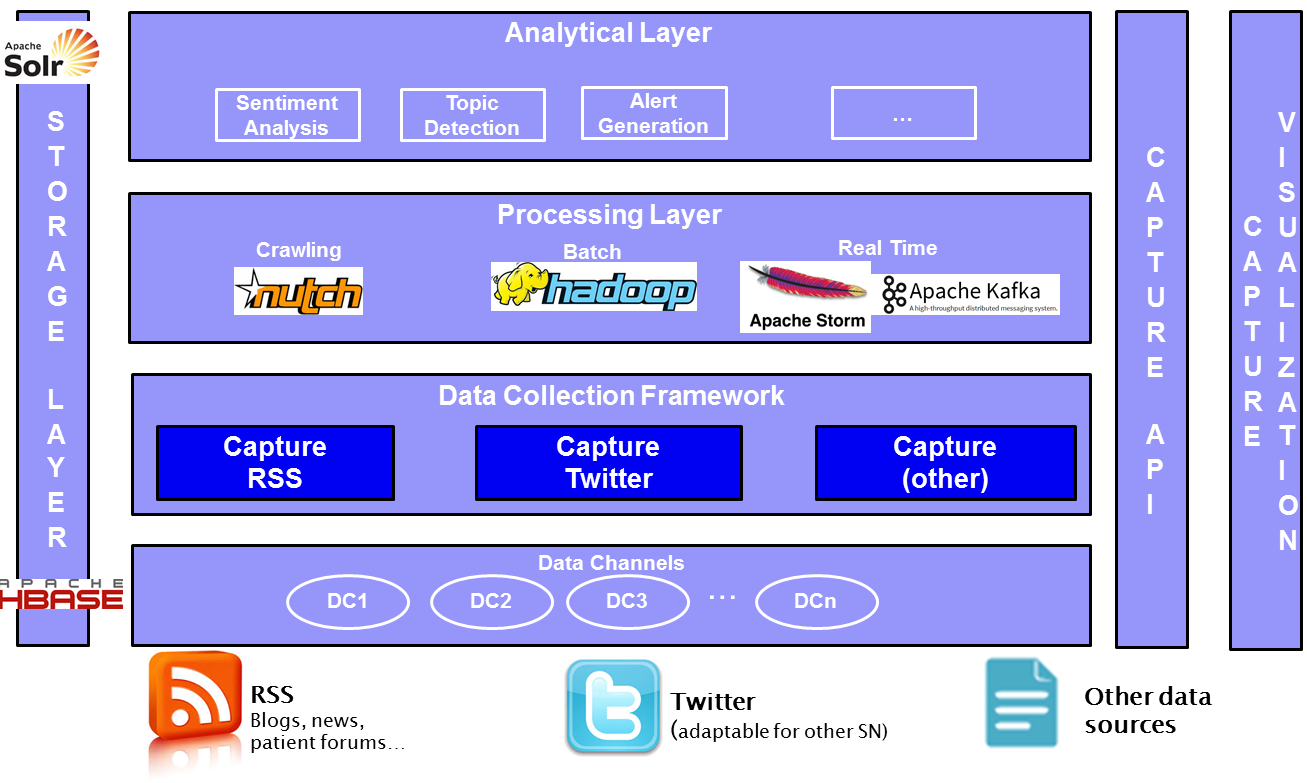 Apache
Solr
STORAGE LAYER
APACHE
HBASE
Analytical Layer
Sentiment
Analysis
Topic
Detection
Alert
Generation
…
Processing Layer
Crawling
nutch
Batch
hadoop
Real Time
Apache Storm
Apache Kafka
A high-throughput distributed messaging system.
Data Collection Framework
Capture
RSS
Capture
Twitter
Capture
(other)
Data Channels
DC1
DC2
DC3
…
DCn
CAPTURE API
CAPTURE
VISUALIZATION
RSS
Blogs, news,
patient forums…
Twitter
(adaptable for other SN)
Other data
sources